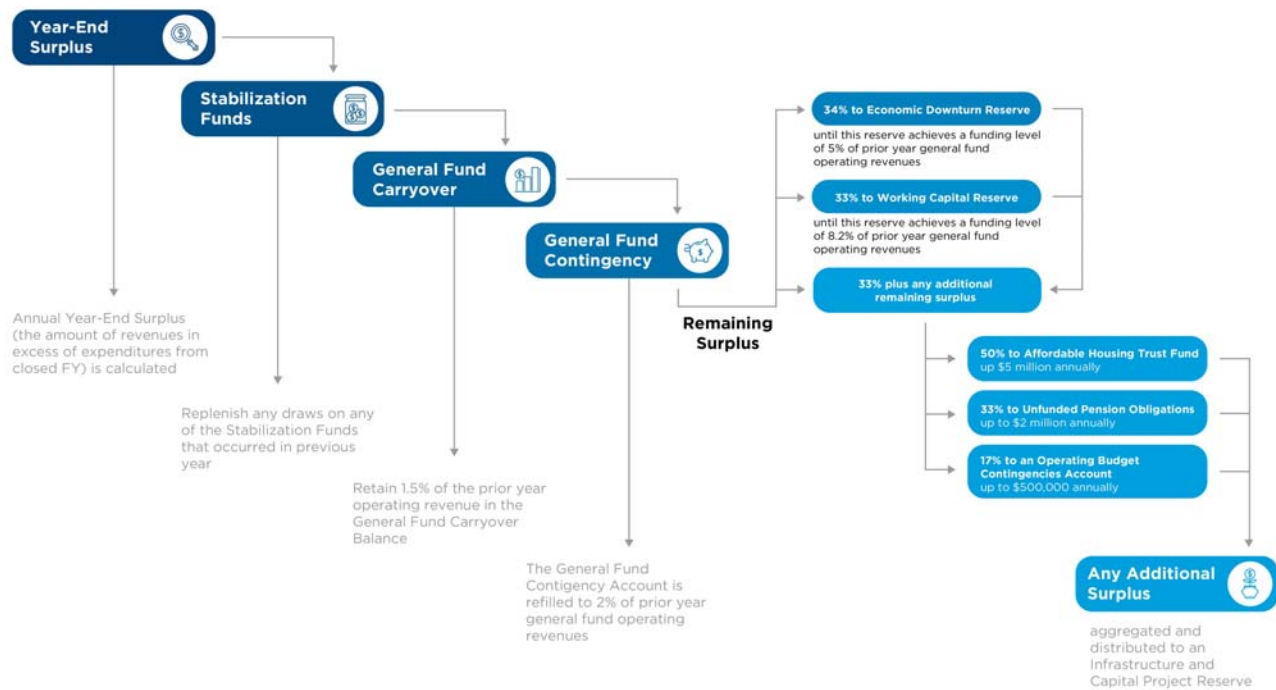 Year-End
Surplus
Stabilization
Funds
General Fund
Carryover
General Fund
Contingency
Annual Year-End Surplus
(the amount of revenues in
excess of expenditures from
closed FY) is calculated
Replenish any draws on any
of the Stabilization Funds
that occurred in previous
year
Retain 1.5% of the prior year
operating revenue in the
General Fund Carryover
Balance
The General Fund
Contigency Account is
refilled to 2% of prior year
general fund operating
revenues
Remaining
Surplus
34% to Economic Downturn Reserve
until this reserve achieves a funding level
of 5% of prior year general fund
operating revenues
33% to Working Capital Reserve
until this reserve achieves a funding level
of 8.2% of prior year general fund
operating revenues
33% plus any additional
remaining surplus
50% to Affordable Housing Trust Fund
up $5 million annually
33% to Unfunded Pension Obligations
up to $2 million annually
17% to an Operating Budget
Contingencies Account
up to $500,000 annually
Any Additional
Surplus
aggregated and
distributed to an
Infrastructure and
Capital Project Reserve